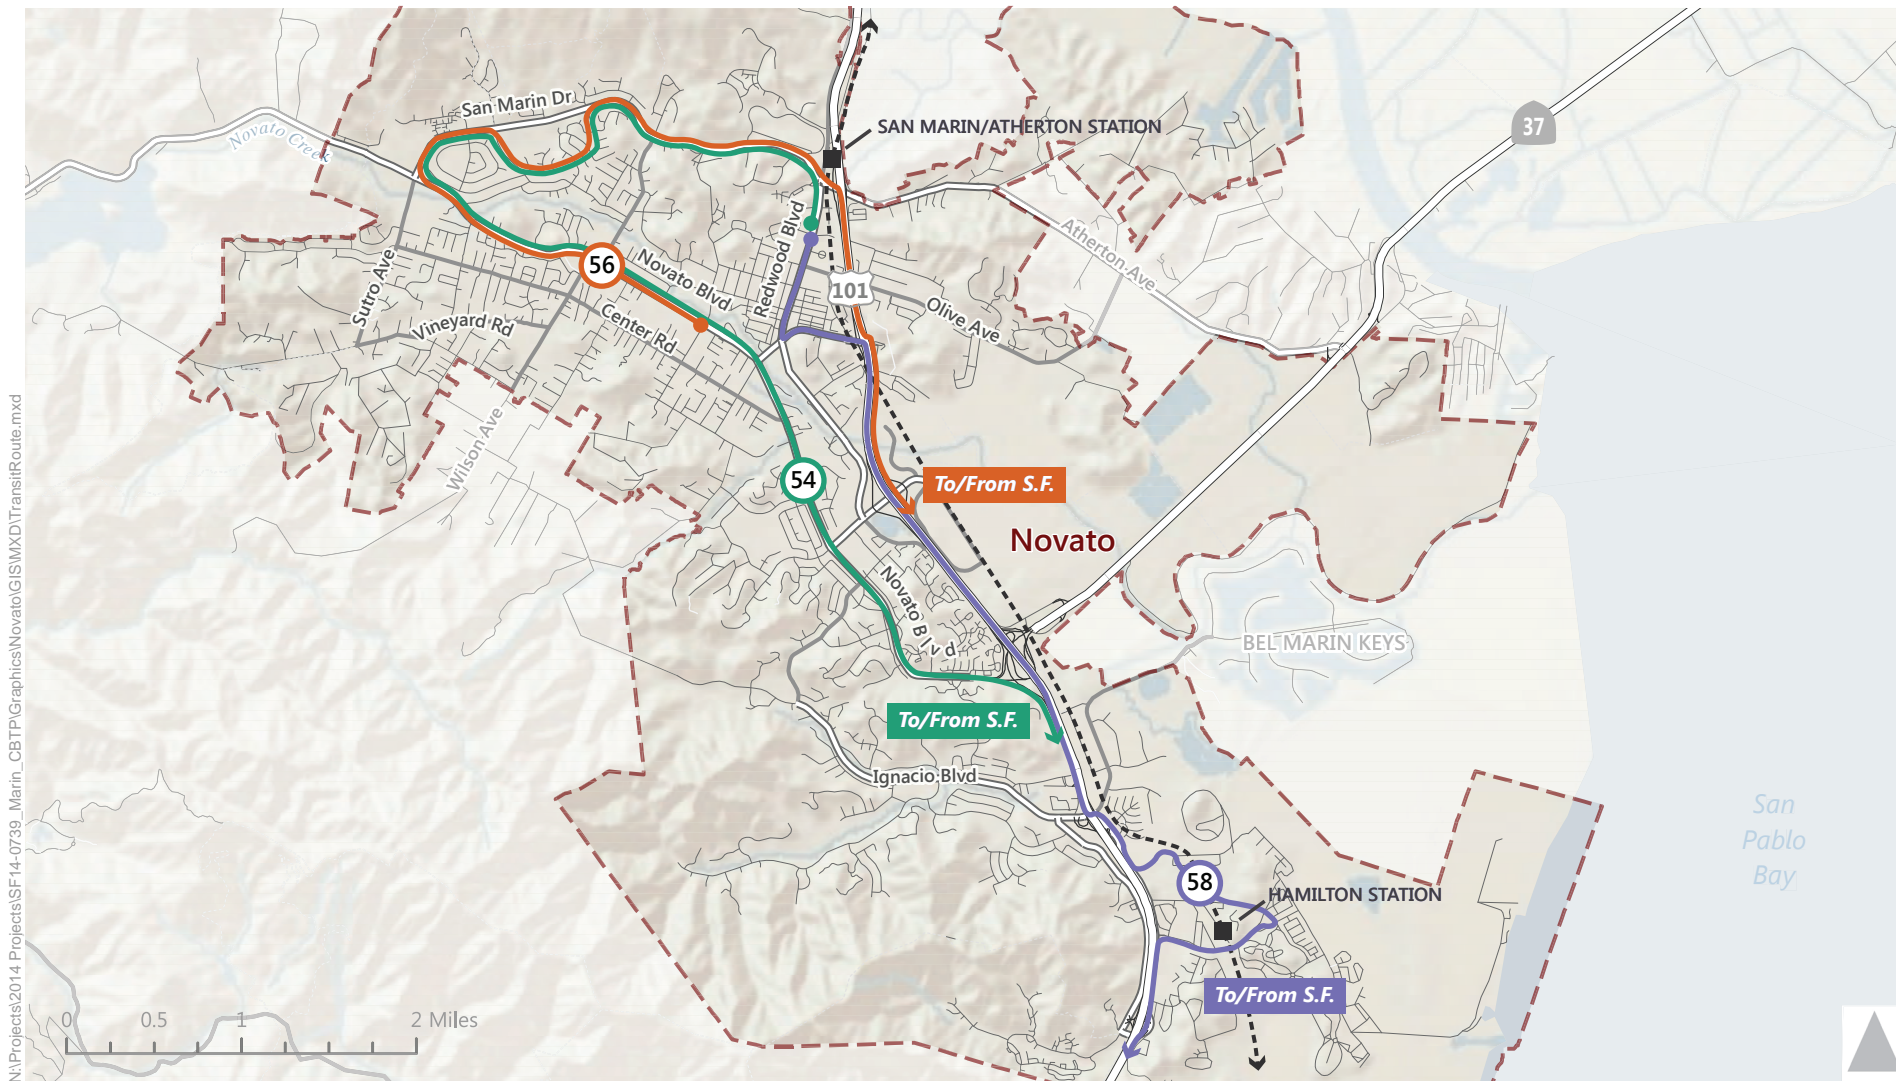 San Marin Dr
SAN MARIN/ATHERTON STATION
37
Novato Creek
Redwood Blvd
Atherton Ave
Sutro Ave
56
Novato Blvd
101
Olive Ave
Vineyard Rd
Center Rd
Wilson Ave
54
To/From S.F.
Novato
Novato Blvd
BEL MARIN KEYS
To/From S.F.
Ignacio Blvd
San
Pablo
Bay
58
HAMILTON STATION
To/From S.F.
0 0.5 1 2 Miles
N:\Projects\2014 Projects\SF14-0739_Marin_CBTP\Graphics\Novato\GIS\MXD\TransitRoute.mxd